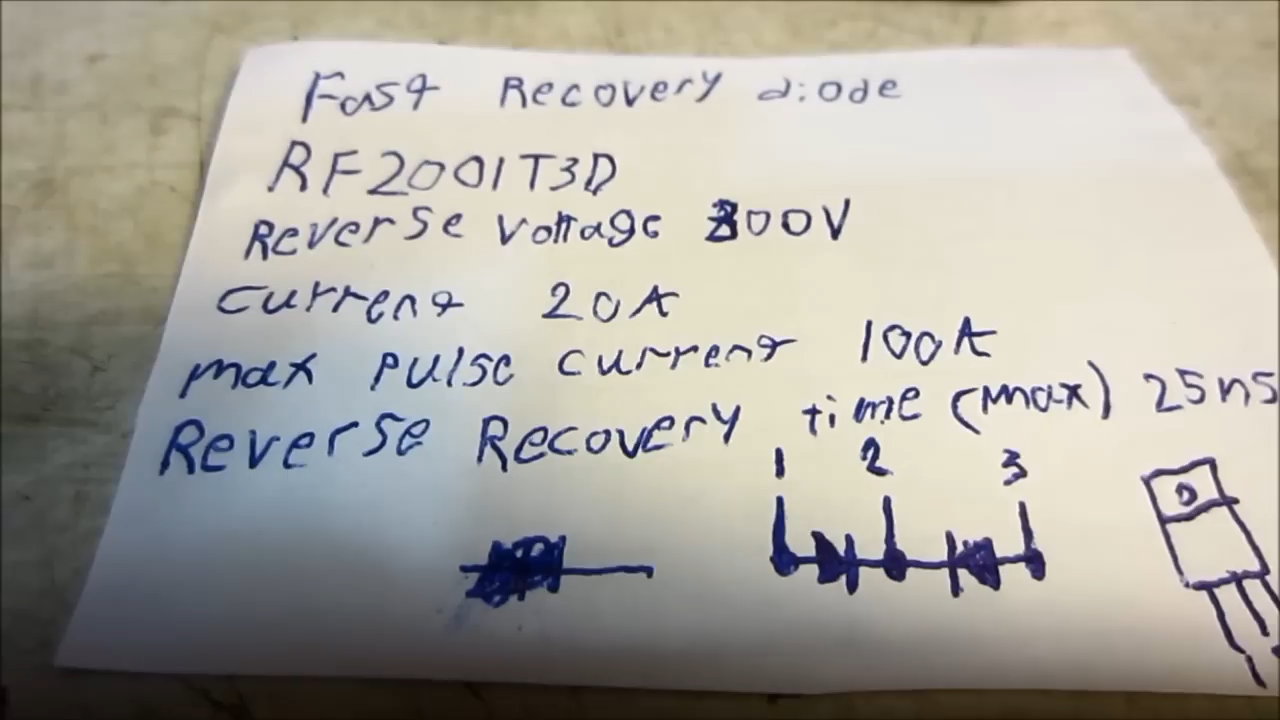 Fast Recovery diode
RF2001T3D
Reverse voltage 300V
current 20A
max pulse current 100A
Reverse Recovery time (max) 25ns
1 2 3